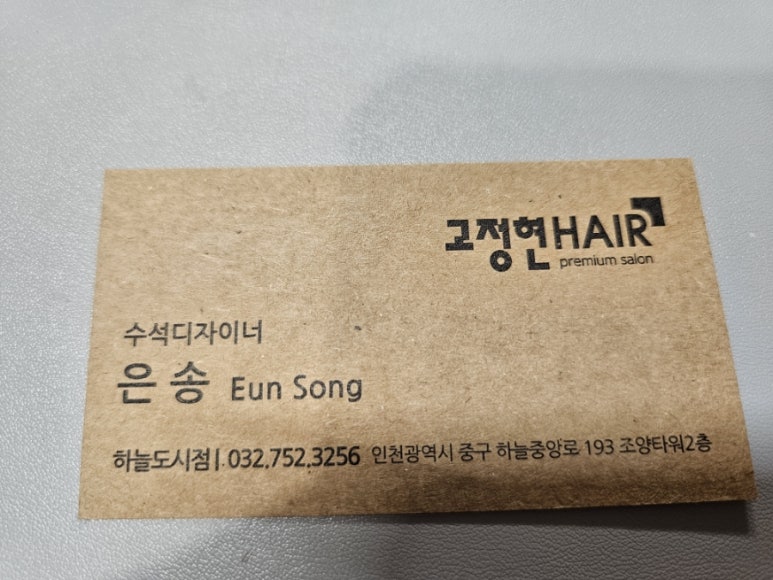 고정현HAIR
premium salon
수석디자이너
은 송 Eun Song
하늘도시점 | 032.752.3256 인천광역시 중구 하늘중앙로 193 조양타워2층